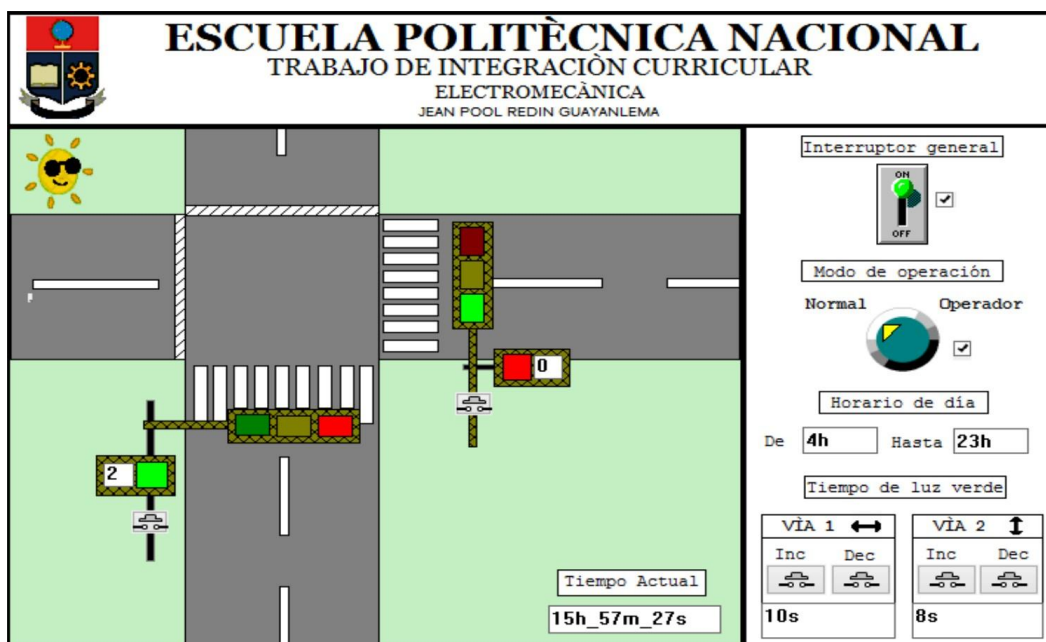 ESCUELA POLITÈCNICA NACIONAL
TRABAJO DE INTEGRACIÒN CURRICULAR
ELECTROMECÀNICA
JEAN POOL REDIN GUAYANLEMA
Interruptor general
ON
OFF
Modo de operación
Normal Operador
0
Horario de día
De 4h Hasta 23h
2
Tiempo de luz verde
VÌA 1 VÌA 2
Inc Dec Inc Dec
Tiempo Actual
15h_57m_27s
10s 8s